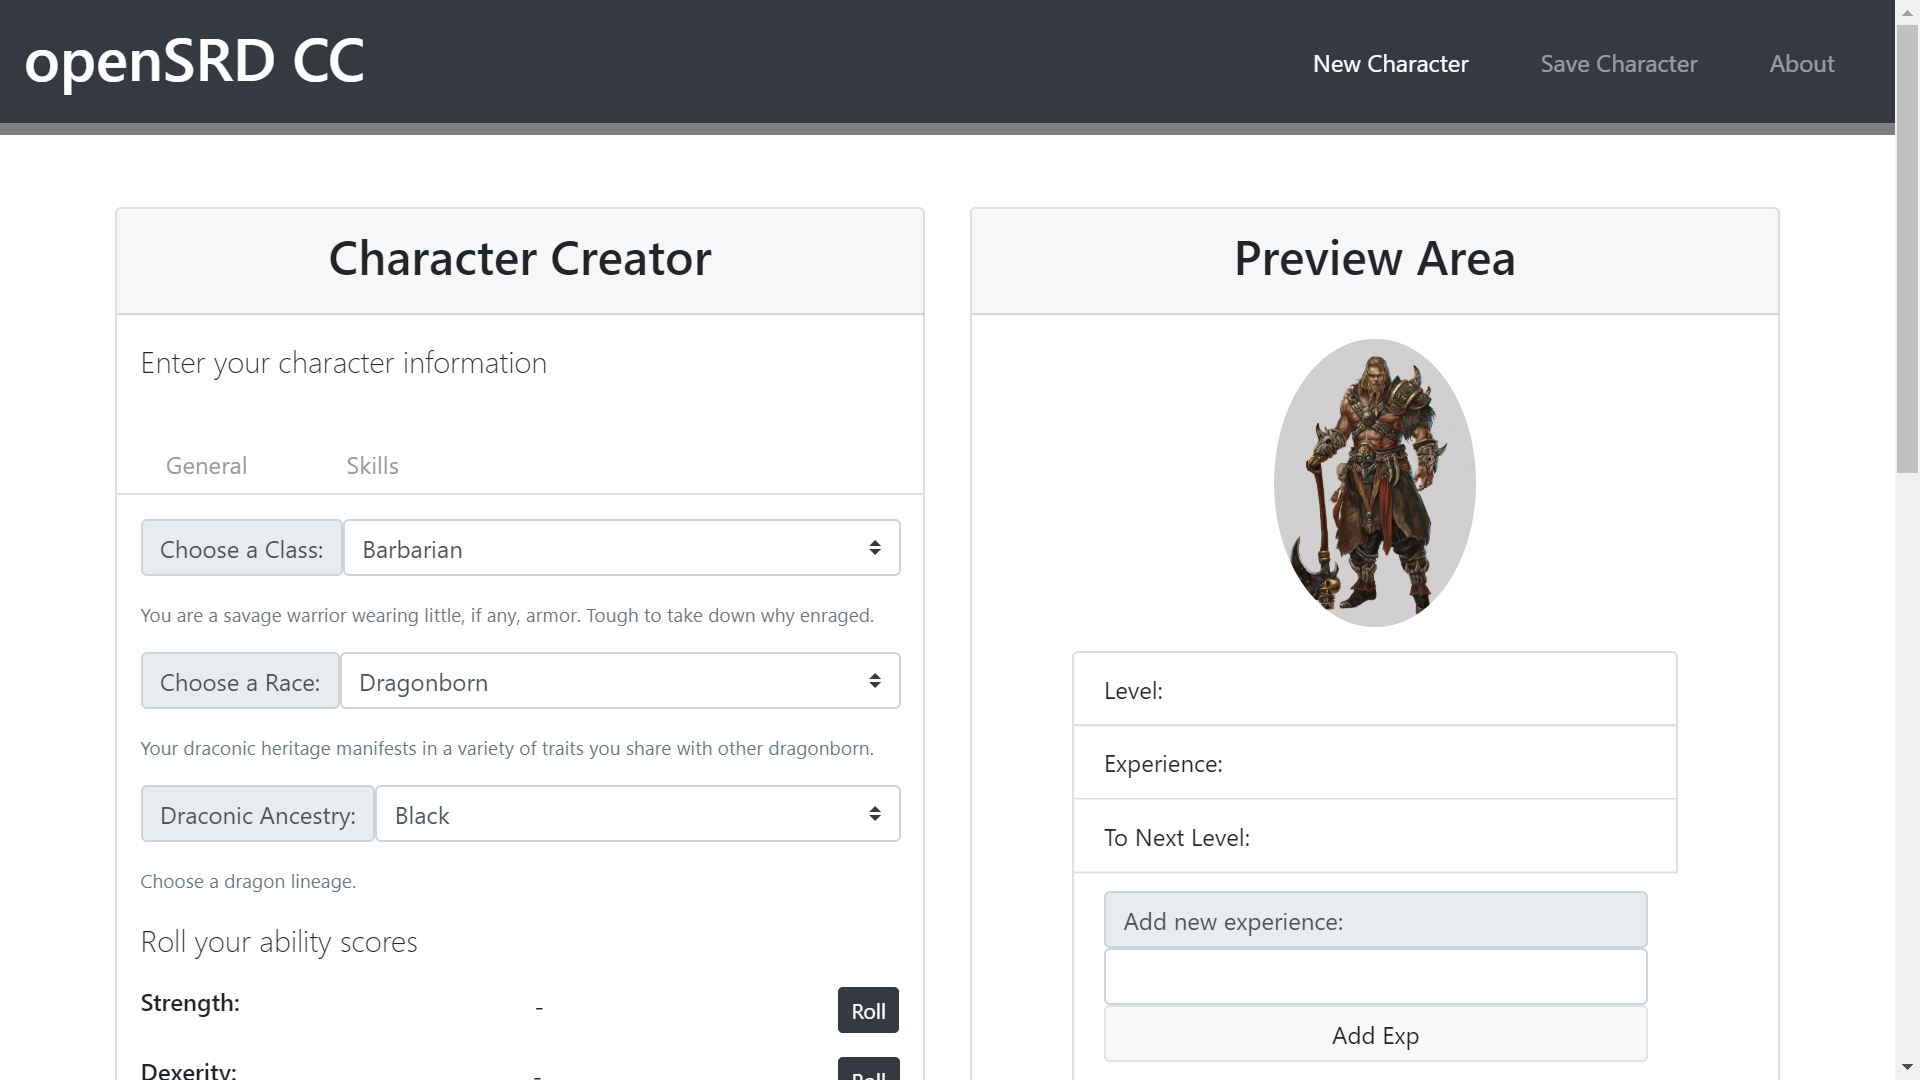 openSRD CC
New Character
Save Character
About
Character Creator
Enter your character information
General
Skills
Choose a Class:
Barbarian
You are a savage warrior wearing little, if any, armor. Tough to take down why enraged.
Choose a Race:
Dragonborn
Your draconic heritage manifests in a variety of traits you share with other dragonborn.
Draconic Ancestry:
Black
Choose a dragon lineage.
Roll your ability scores
Strength:
-
Roll
Dexerity:
-
Roll
Preview Area
Level:
Experience:
To Next Level:
Add new experience:
Add Exp